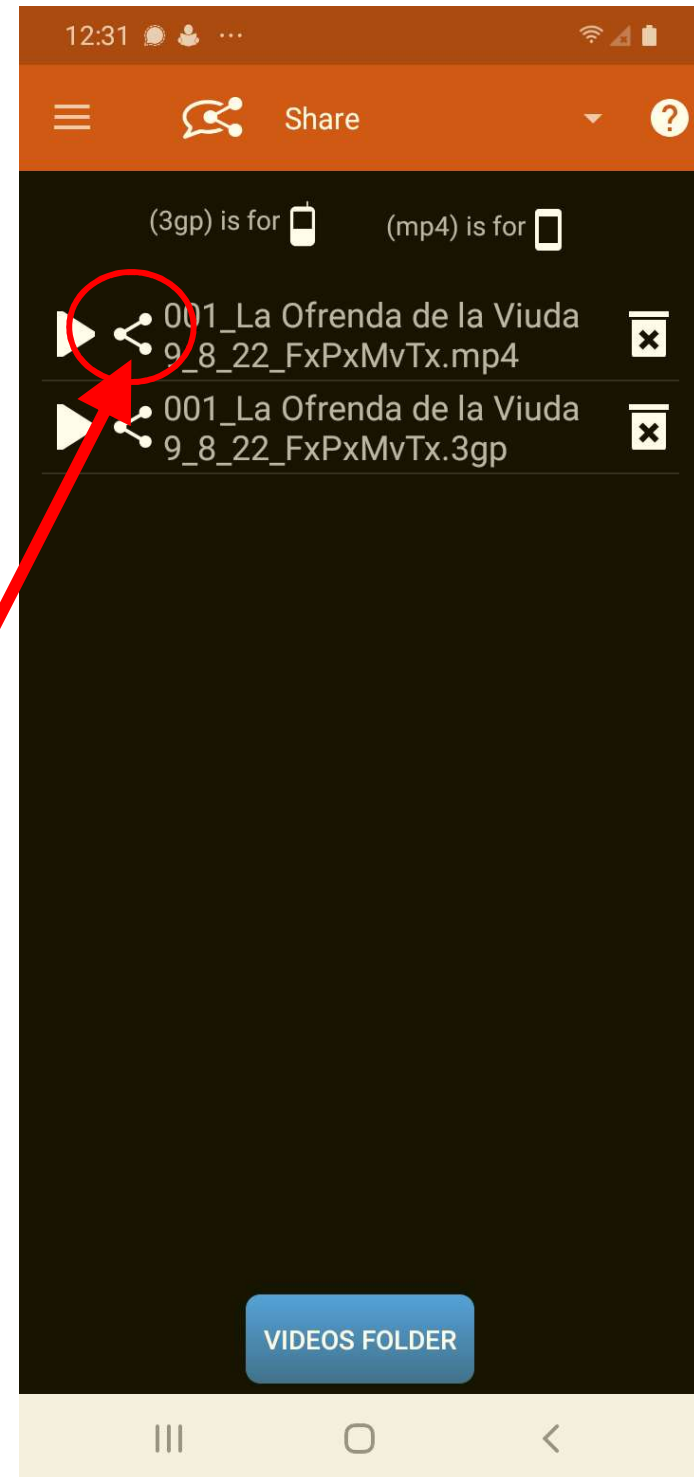 12:31
Share
(3gp) is for
(mp4) is for
001_La Ofrenda de la Viuda
9_8_22_FxPxMvTx.mp4
001_La Ofrenda de la Viuda
9_8_22_FxPxMvTx.3gp
VIDEOS FOLDER